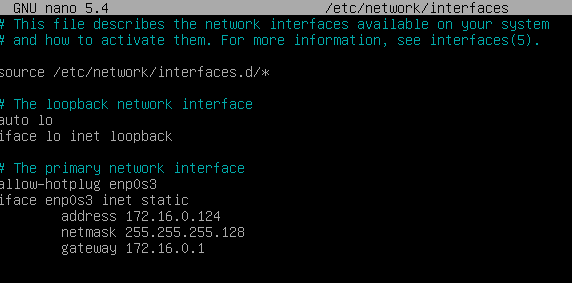 GNU nano 5.4 /etc/network/interfaces
# This file describes the network interfaces available on your system
# and how to activate them. For more information, see interfaces(5).
source /etc/network/interfaces.d/*
# The loopback network interface
auto lo
iface lo inet loopback
# The primary network interface
allow-hotplug enp0s3
iface enp0s3 inet static
address 172.16.0.124
netmask 255.255.255.128
gateway 172.16.0.1